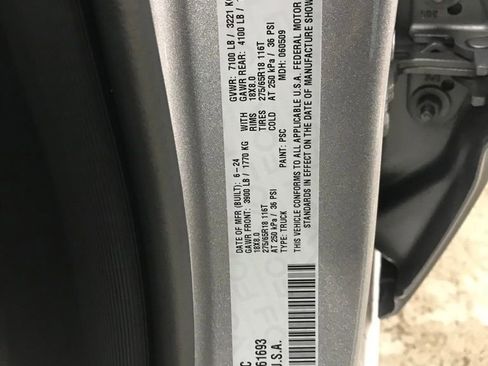 DATE OF MFR (BUILT): 6-24 GVWR: 7100 LB / 3221 KG
GAWR FRONT: 3900 LB / 1770 KG WITH GAWR REAR: 4100 LB /
18X8.0 RIMS 18X8.0
275/65R18 116T TIRES 275/65R18 116T
AT 250 kPa / 36 PSI COLD AT 250 kPa / 36 PSI
TYPE: TRUCK PAINT: PSC MDH: 060509
THIS VEHICLE CONFORMS TO ALL APPLICABLE U.S.A. FEDERAL MOTOR
STANDARDS IN EFFECT ON THE DATE OF MANUFACTURE SHOW
C
61693
U.S.A.